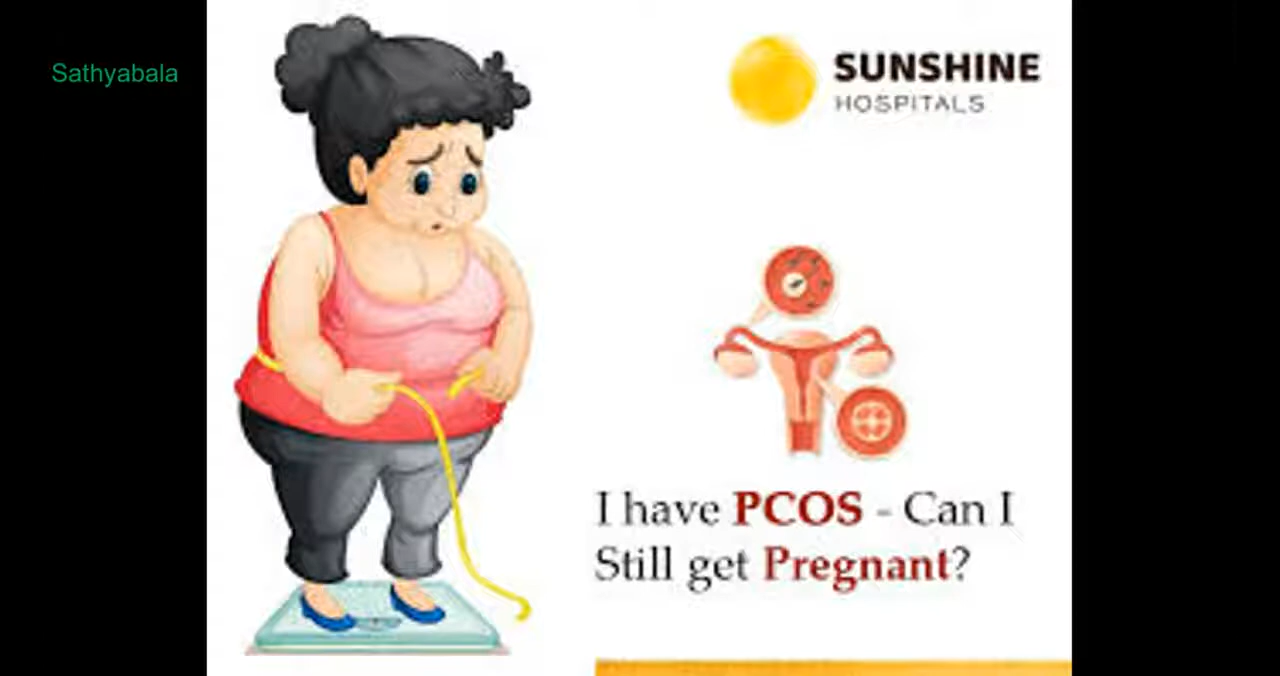 Sathyabala
SUNSHINE
HOSPITALS
I have PCOS - Can I
Still get Pregnant?